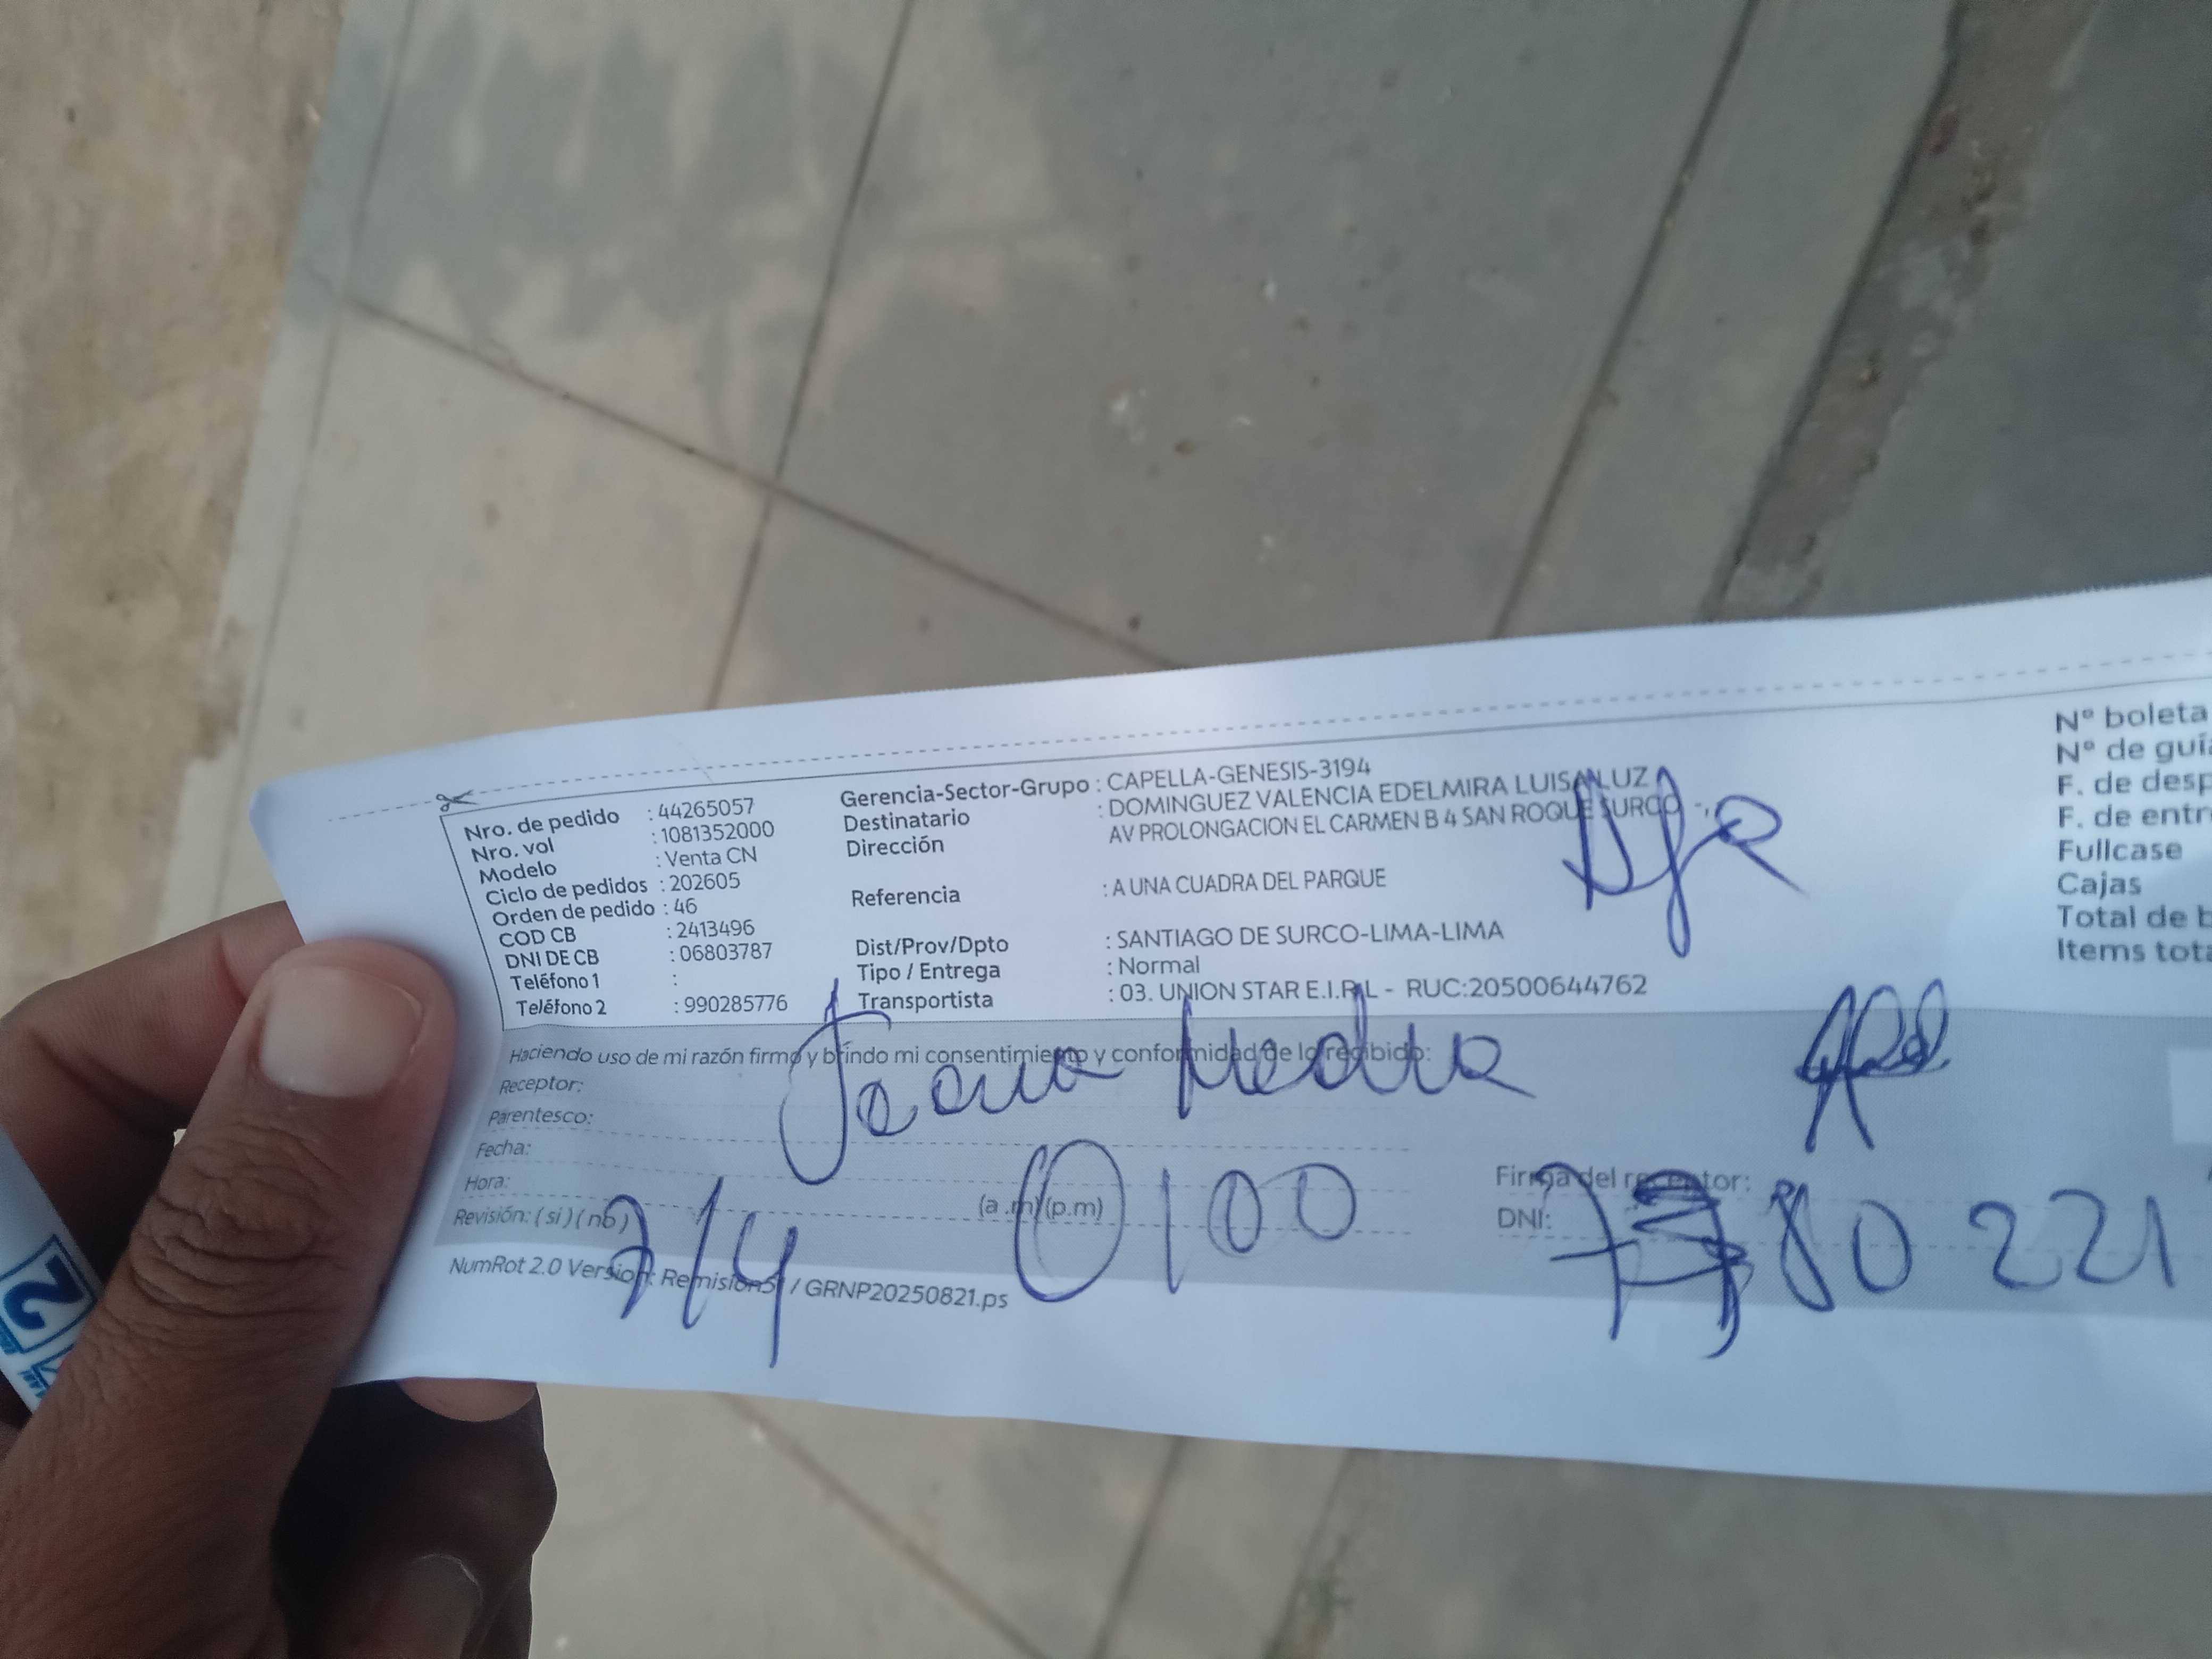 Nro. de pedido : 44265057
Nro. vol : 1081352000
Modelo : Venta CN
Ciclo de pedidos : 202605
Orden de pedido : 46
COD CB : 2413496
DNI DE CB : 06803787
Teléfono 1 :
Teléfono 2 : 990285776
Gerencia-Sector-Grupo : CAPELLA-GENESIS-3194
Destinatario : DOMINGUEZ VALENCIA EDELMIRA LUISA LUZ
Dirección AV PROLONGACION EL CARMEN B 4 SAN ROQUE SURCO -,
Referencia : A UNA CUADRA DEL PARQUE
Dist/Prov/Dpto : SANTIAGO DE SURCO-LIMA-LIMA
Tipo / Entrega : Normal
Transportista : 03. UNION STAR E.I.R.L - RUC:20500644762
Nº boleta
Nº de guía
F. de desp
F. de entr
Fullcase
Cajas
Total de b
Items tota
Haciendo uso de mi razón firmo y brindo mi consentimiento y conformidad de lo recibido:
Receptor:
Parentesco:
Fecha:
Hora: (a.m)(p.m)
Revisión: (si) (no)
7/4
0100
Firma del receptor:
DNI:
80221
NumRot 2.0 Version: Remision5 / GRNP20250821.ps
2